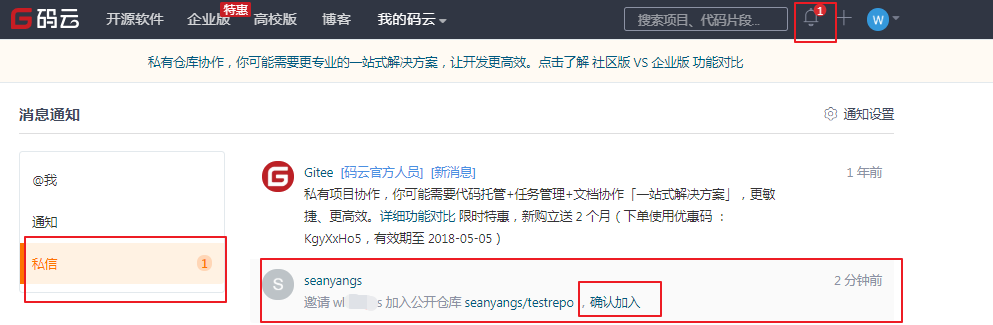 码云 开源软件 企业版 特惠 高校版 博客 我的码云 搜索项目、代码片段... 1 W
私有仓库协作，你可能需要更专业的一站式解决方案，让开发更高效。点击了解 社区版 VS 企业版 功能对比
消息通知 通知设置
@我
通知
私信 1
Gitee [码云官方人员] [新消息] 1 年前
私有项目协作，你可能需要代码托管+任务管理+文档协作「一站式解决方案」，更敏
捷、更高效。详细功能对比 限时特惠，新购立送 2 个月（下单使用优惠码 ：
KgyXxHo5，有效期至 2018-05-05）
S seanyangs 2 分钟前
邀请 wl s 加入公开仓库 seanyangs/testrepo ，确认加入